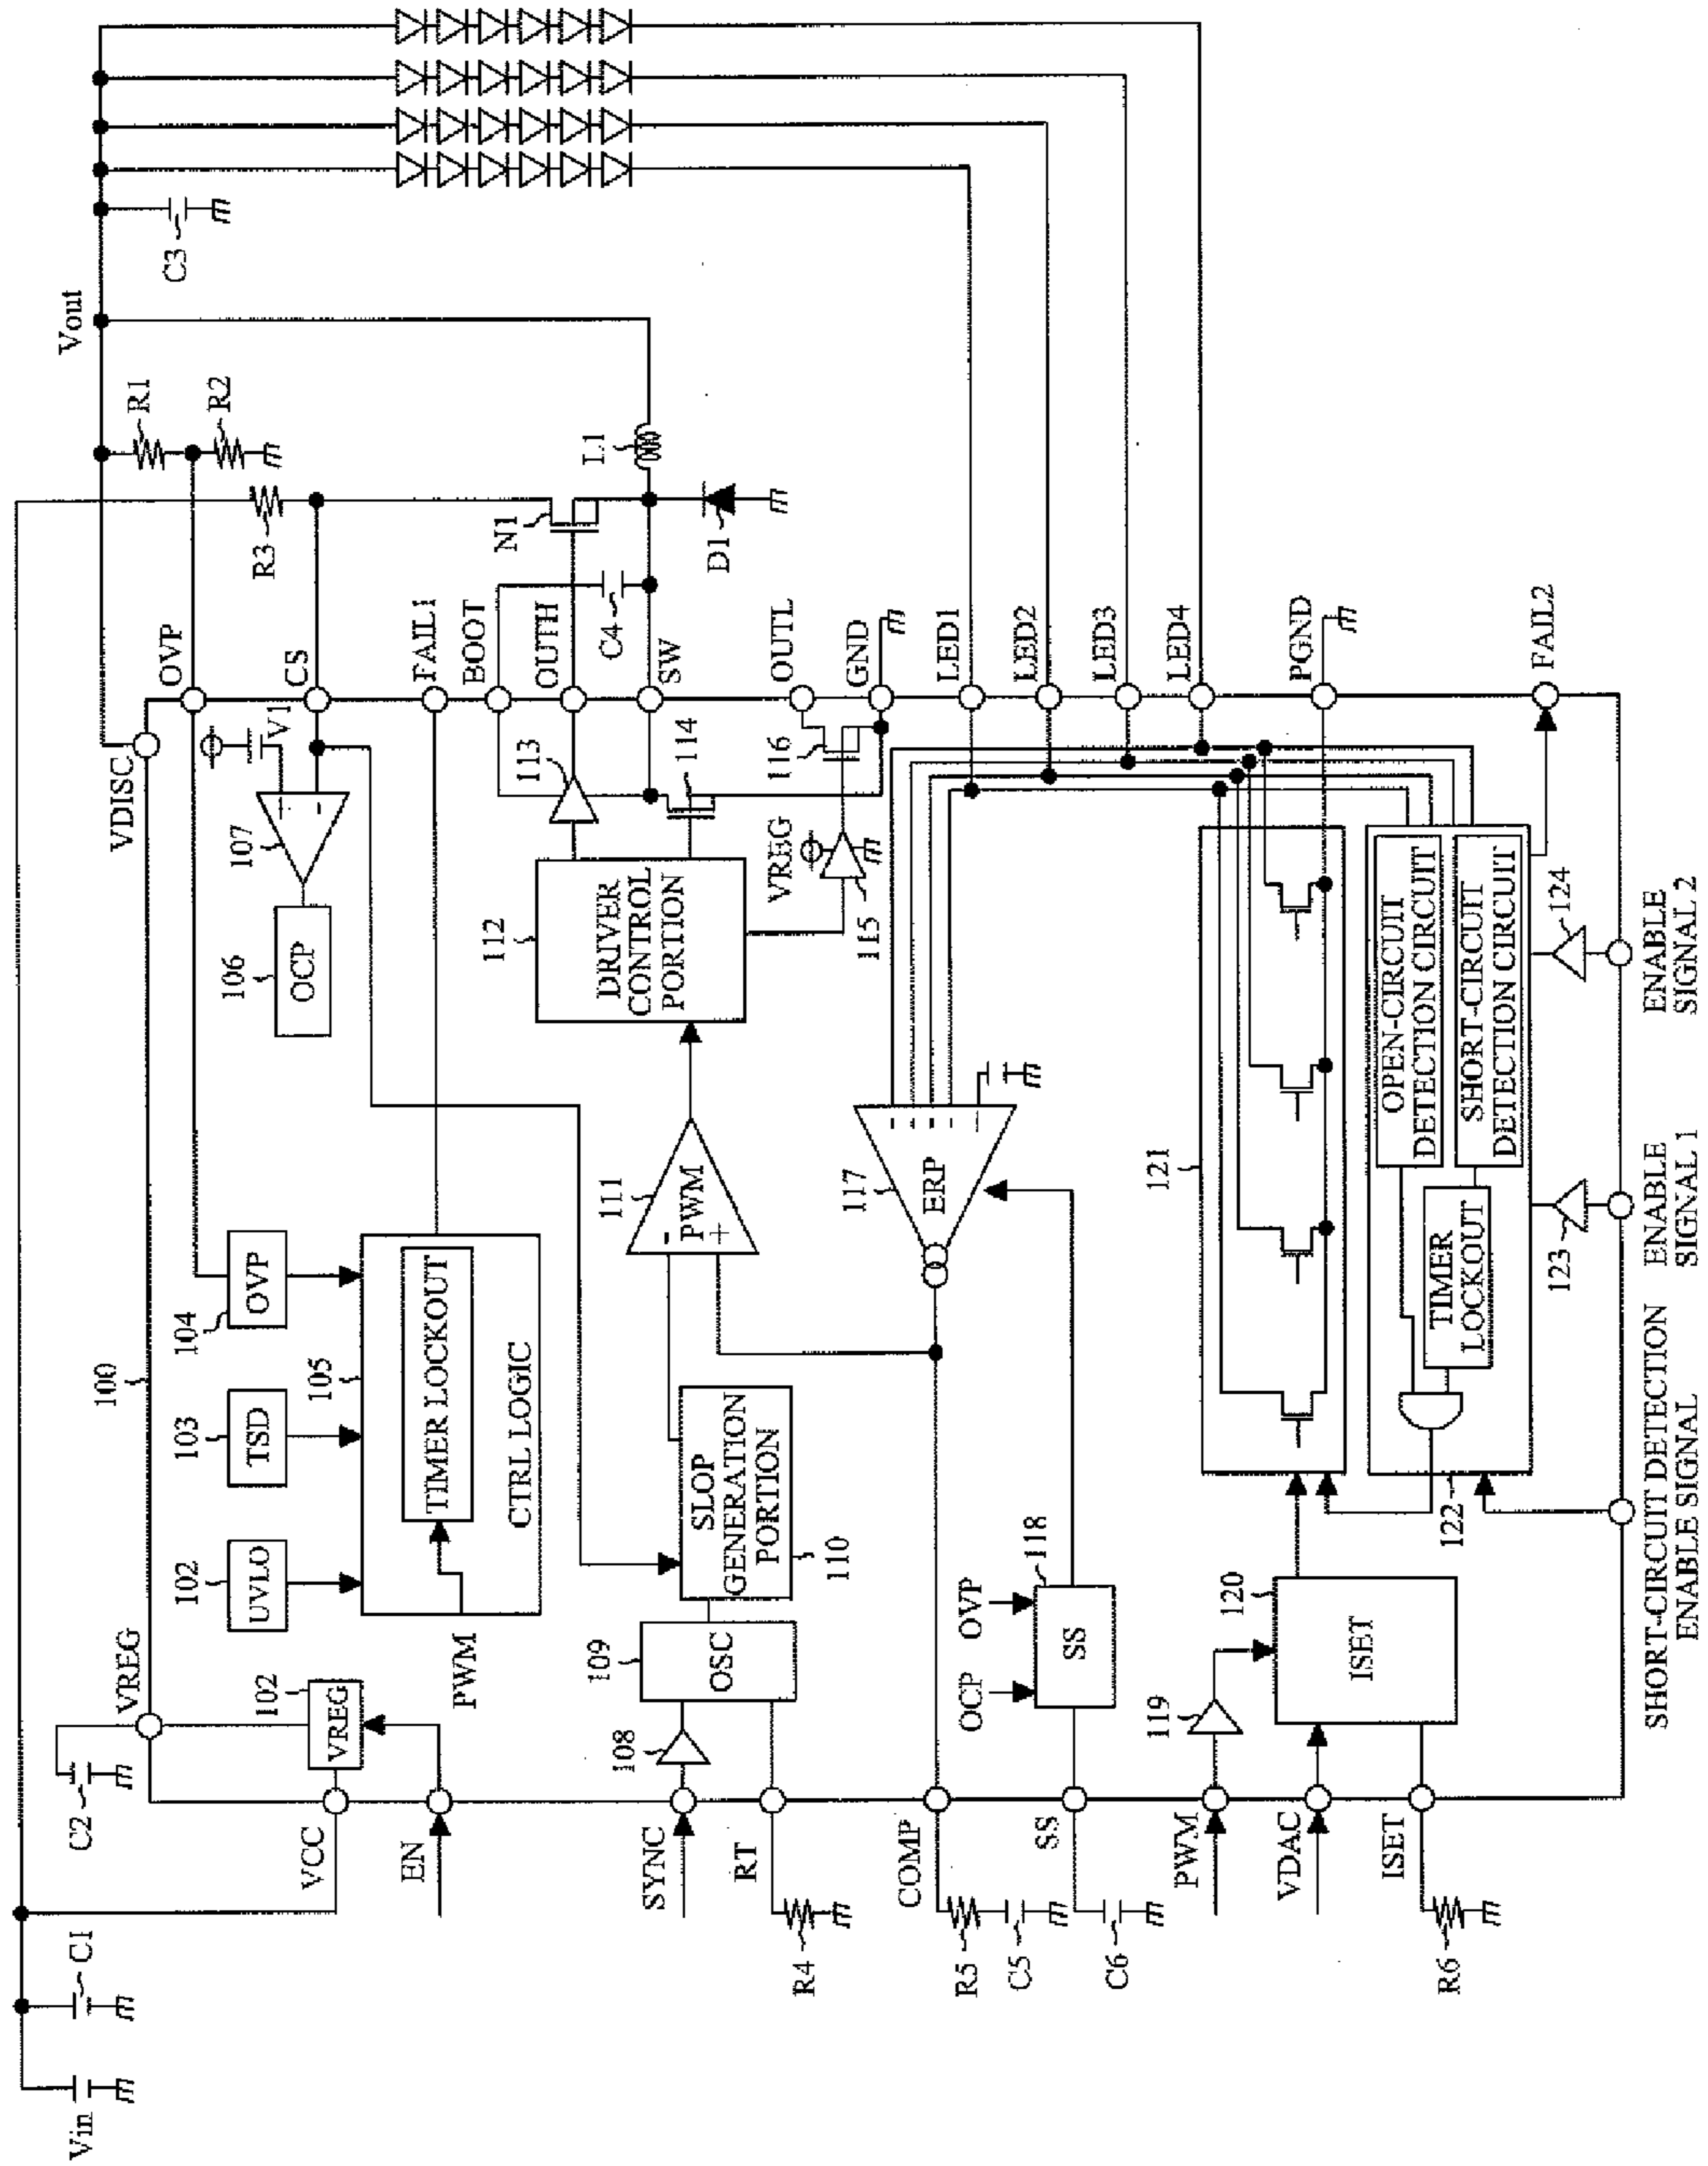 Vin
C1
C2
VREG
100
VDISC
Vout
C3
R1
R2
R3
OVP
CS
FAIL1
BOOT
OUTH
SW
OUTL
GND
LED1
LED2
LED3
LED4
PGND
FAIL2
N1
L1
C4
D1
VCC
EN
SYNC
RT
COMP
SS
PWM
VDAC
ISET
R4
R5
C5
C6
R6
102
VREG
102
UVLO
103
TSD
104
OVP
105
TIMER LOCKOUT
CTRL LOGIC
PWM
106
OCP
107
V1
108
109
OSC
SLOP
GENERATION
PORTION
110
111
PWM
-
+
112
DRIVER
CONTROL
PORTION
113
114
VREG
115
116
117
ERP
OCP
OVP
118
SS
119
120
ISET
121
122
OPEN-CIRCUIT
DETECTION CIRCUIT
SHORT-CIRCUIT
DETECTION CIRCUIT
TIMER
LOCKOUT
123
124
SHORT-CIRCUIT DETECTION
ENABLE SIGNAL
ENABLE
SIGNAL 1
ENABLE
SIGNAL 2